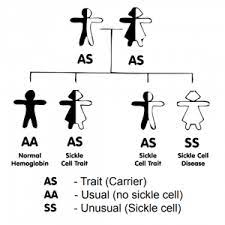 AS AS
AA AS AS SS
Normal Sickle Sickle Sickle Cell
Hemoglobin Cell Trait Cell Trait Disease
AS - Trait (Carrier)
AA - Usual (no sickle cell)
SS - Unusual (Sickle cell)